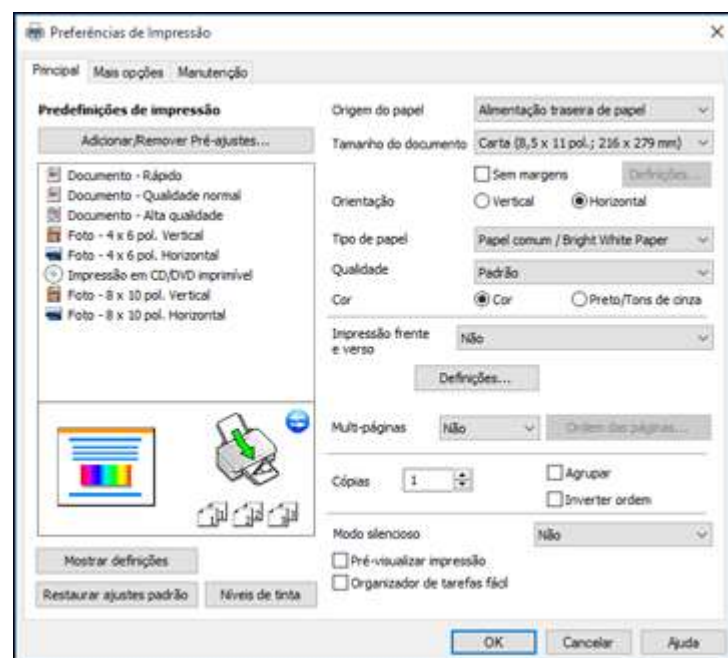 Preferências de Impressão
Principal Mais opções Manutenção
Predefinições de impressão
Adicionar/Remover Pré-ajustes...
Documento - Rápido
Documento - Qualidade normal
Documento - Alta qualidade
Foto - 4 x 6 pol. Vertical
Foto - 4 x 6 pol. Horizontal
Impressão em CD/DVD imprimível
Foto - 8 x 10 pol. Vertical
Foto - 8 x 10 pol. Horizontal
Mostrar definições
Restaurar ajustes padrão Níveis de tinta
Origem do papel Alimentação traseira de papel
Tamanho do documento Carta (8,5 x 11 pol.; 216 x 279 mm)
Sem margens Definições...
Orientação Vertical Horizontal
Tipo de papel Papel comum / Bright White Paper
Qualidade Padrão
Cor Cor Preto/Tons de cinza
Impressão frente
e verso Não
Definições...
Multi-páginas Não Ordem das páginas...
Cópias 1 Agrupar
Inverter ordem
Modo silencioso Não
Pré-visualizar impressão
Organizador de tarefas fácil
OK Cancelar Ajuda